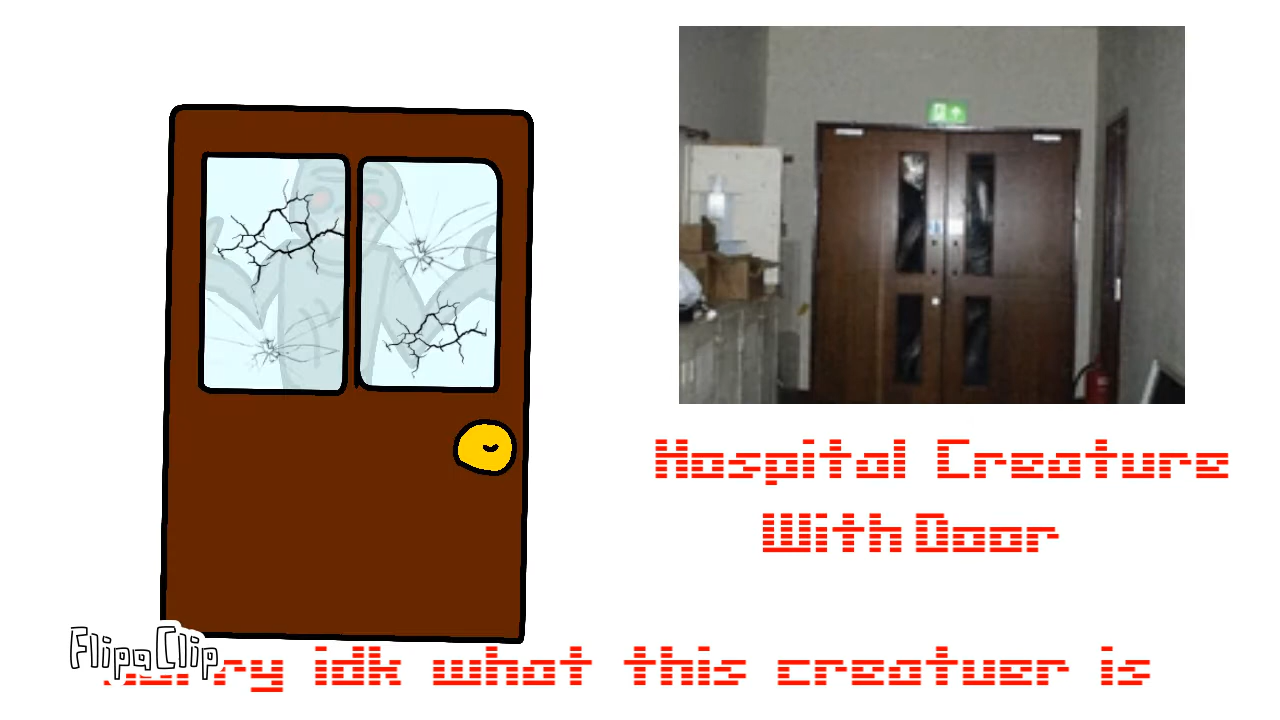 Hospital Creature
With Door
FlipaClip
idk what this creatuer is